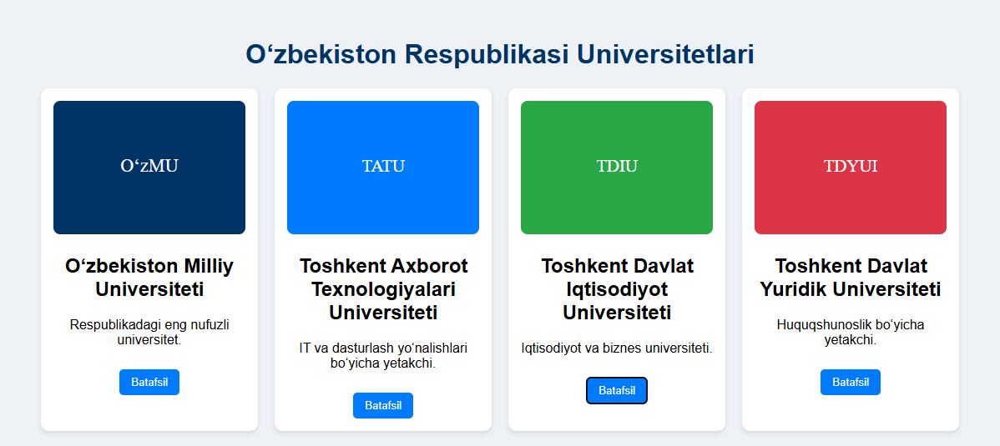 O‘zbekiston Respublikasi Universitetlari
O‘zMU
O‘zbekiston Milliy
Universiteti
Respublikadagi eng nufuzli
universitet.
Batafsil
TATU
Toshkent Axborot
Texnologiyalari
Universiteti
IT va dasturlash yo‘nalishlari
bo‘yicha yetakchi.
Batafsil
TDIU
Toshkent Davlat
Iqtisodiyot
Universiteti
Iqtisodiyot va biznes universiteti.
Batafsil
TDYUI
Toshkent Davlat
Yuridik Universiteti
Huquqshunoslik bo‘yicha
yetakchi.
Batafsil